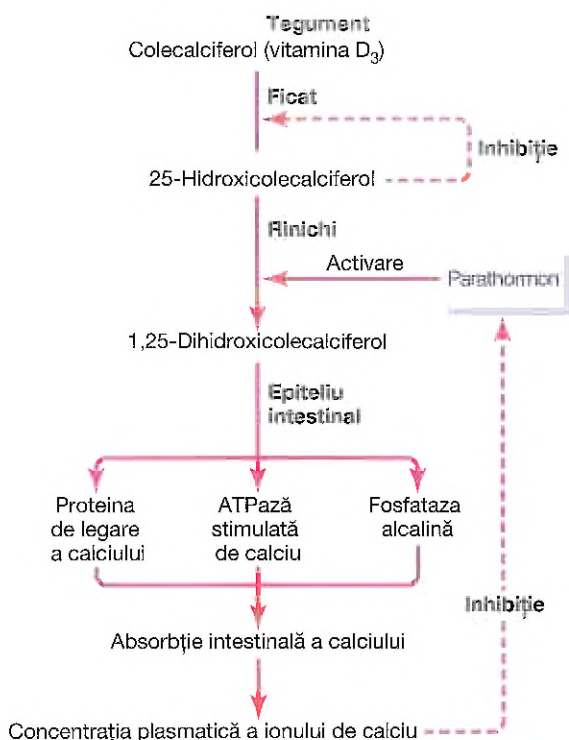 Tegument
Colecalciferol (vitamina D3)
Ficat
Inhibiție
25-Hidroxicolecalciferol
Rinichi
Activare
Parathormon
1,25-Dihidroxicolecalciferol
Epiteliu
intestinal
Proteina
de legare
a calciului
ATPază
stimulată
de calciu
Fosfataza
alcalină
Inhibiție
Absorbție intestinală a calciului
Concentrația plasmatică a ionului de calciu